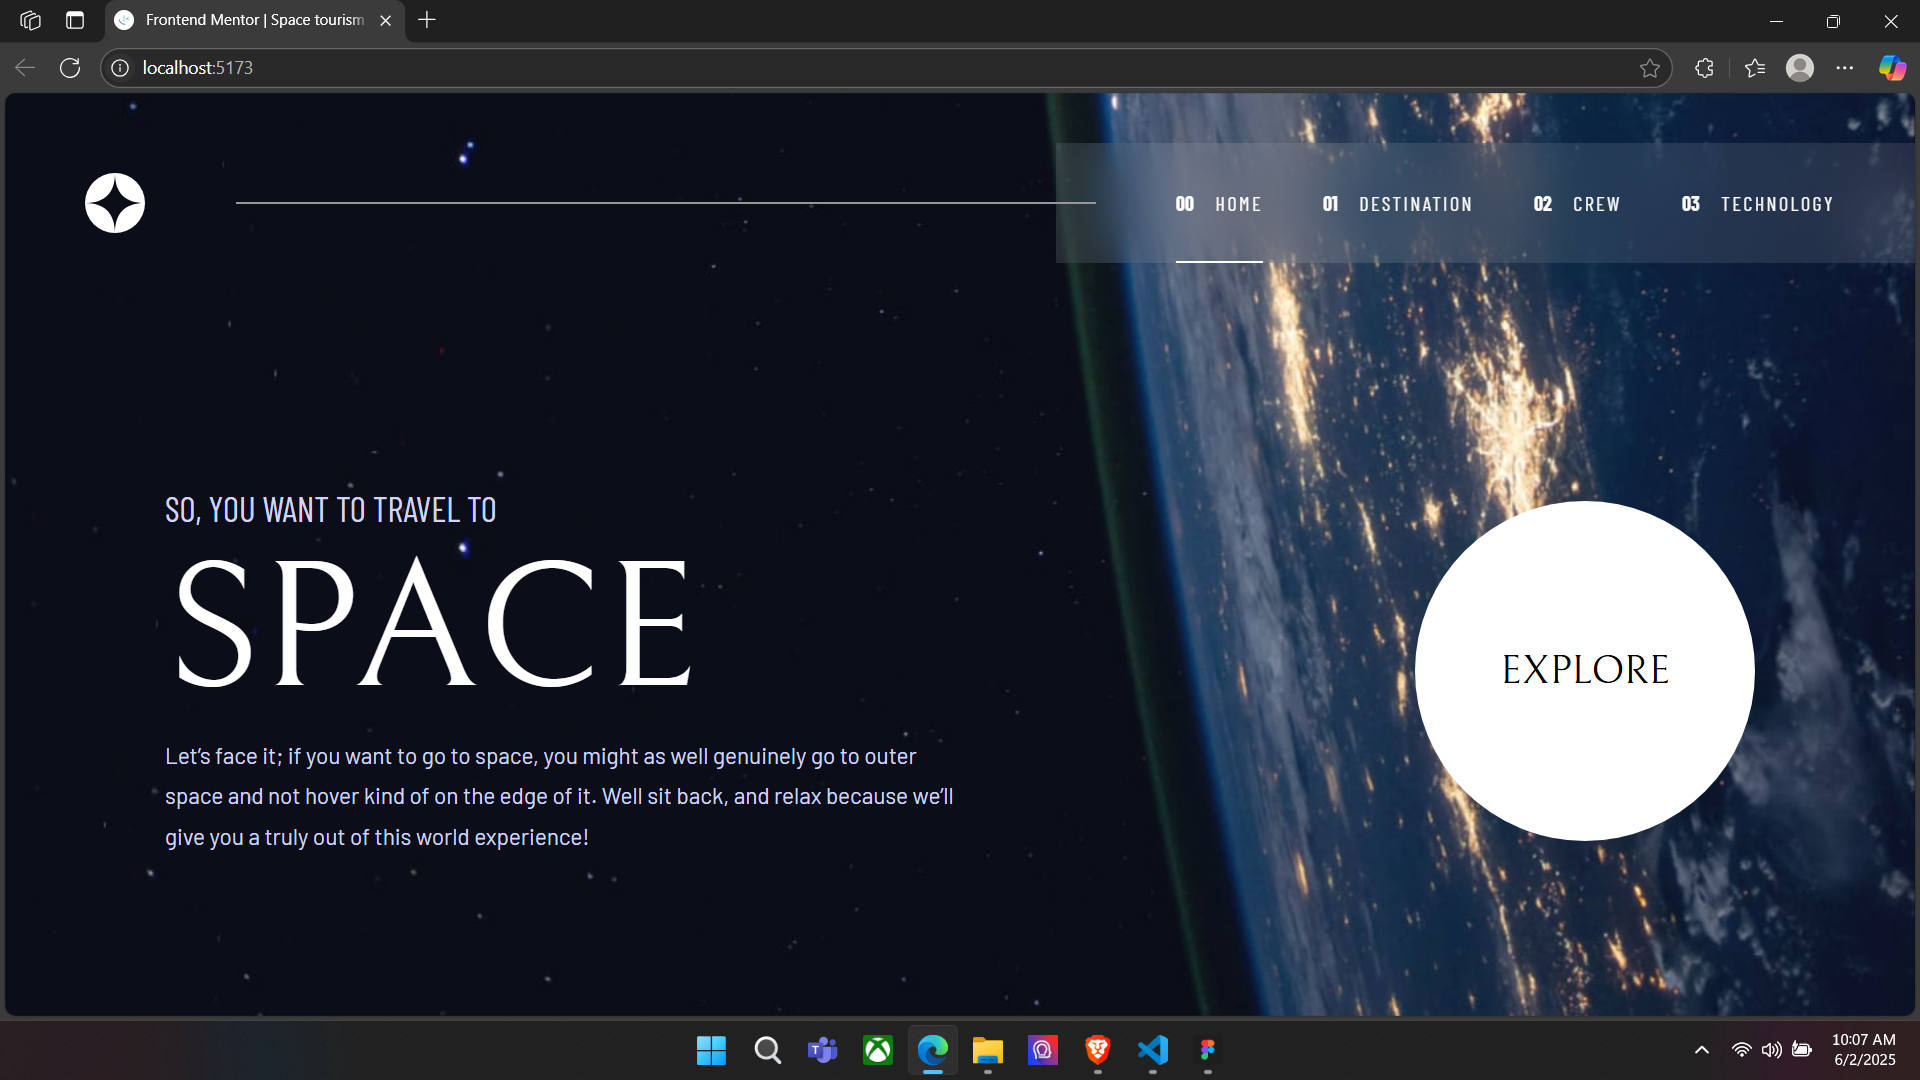 Frontend Mentor | Space tourism
localhost:5173
00 HOME 01 DESTINATION 02 CREW 03 TECHNOLOGY
SO, YOU WANT TO TRAVEL TO
SPACE
Let’s face it; if you want to go to space, you might as well genuinely go to outer
space and not hover kind of on the edge of it. Well sit back, and relax because we’ll
give you a truly out of this world experience!
EXPLORE
10:07 AM
6/2/2025